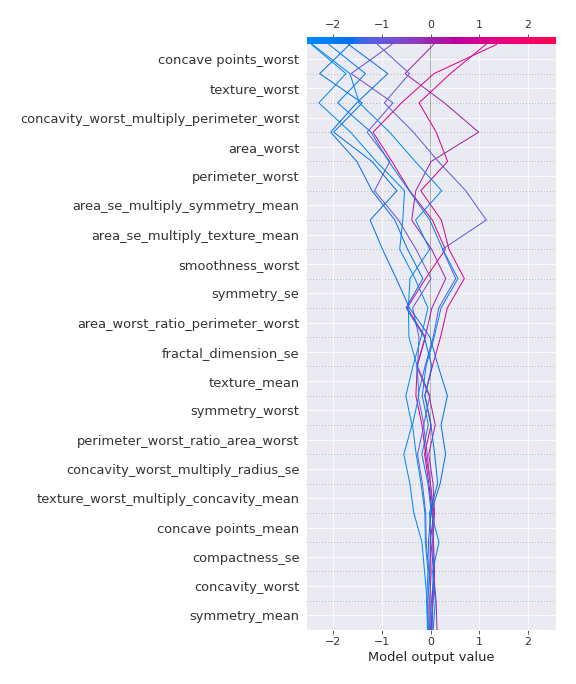 −2 −1 0 1 2
concave points_worst
texture_worst
concavity_worst_multiply_perimeter_worst
area_worst
perimeter_worst
area_se_multiply_symmetry_mean
area_se_multiply_texture_mean
smoothness_worst
symmetry_se
area_worst_ratio_perimeter_worst
fractal_dimension_se
texture_mean
symmetry_worst
perimeter_worst_ratio_area_worst
concavity_worst_multiply_radius_se
texture_worst_multiply_concavity_mean
concave points_mean
compactness_se
concavity_worst
symmetry_mean
−2 −1 0 1 2
Model output value